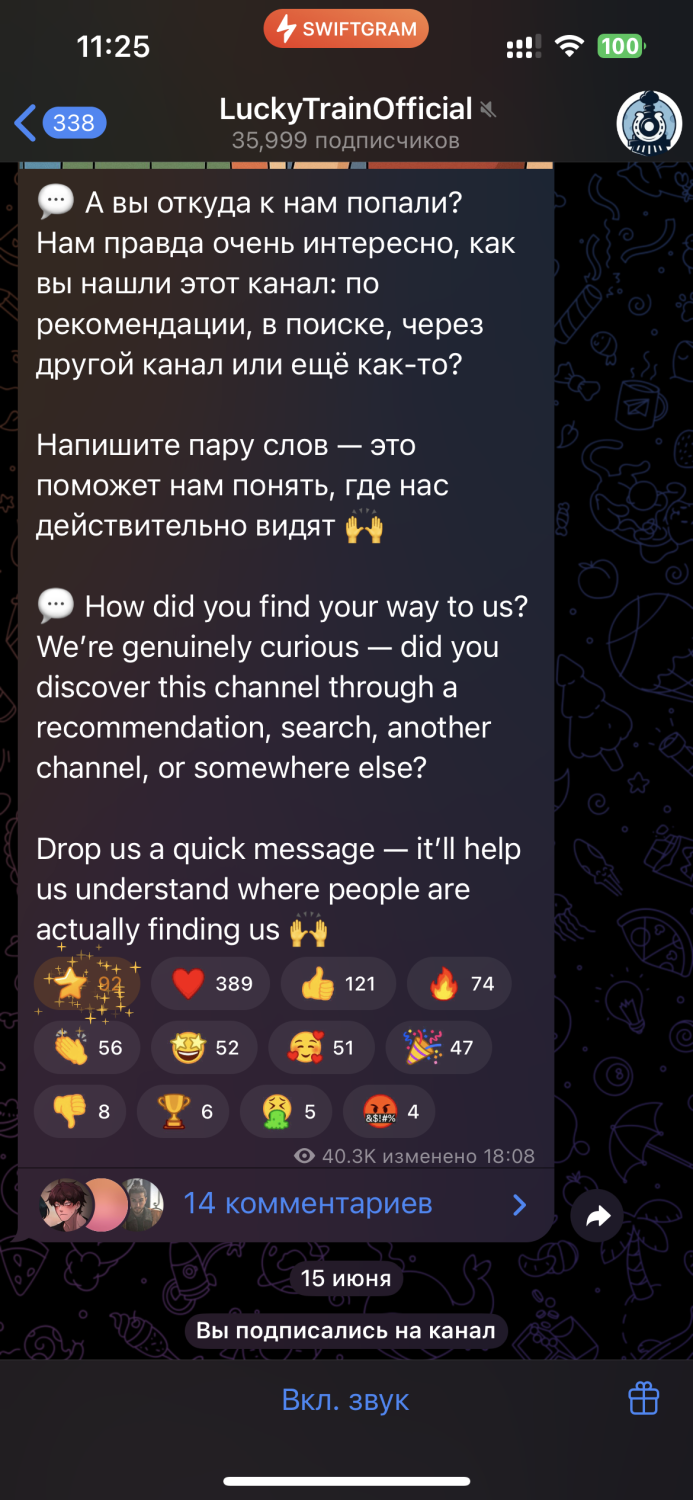 11:25
SWIFTGRAM
100
338
LuckyTrainOfficial
35,999 подписчиков
💬 А вы откуда к нам попали?
Нам правда очень интересно, как
вы нашли этот канал: по
рекомендации, в поиске, через
другой канал или ещё как-то?
Напишите пару слов — это
поможет нам понять, где нас
действительно видят 🙌
💬 How did you find your way to us?
We’re genuinely curious — did you
discover this channel through a
recommendation, search, another
channel, or somewhere else?
Drop us a quick message — it’ll help
us understand where people are
actually finding us 🙌
⭐ ❤️ 389 👍 121 🔥 74
👏 56 🤩 52 🥰 51 🎉 47
👎 8 🏆 6 🤮 5 🤬 4
40.3K изменено 18:08
14 комментариев
15 июня
Вы подписались на канал
Вкл. звук